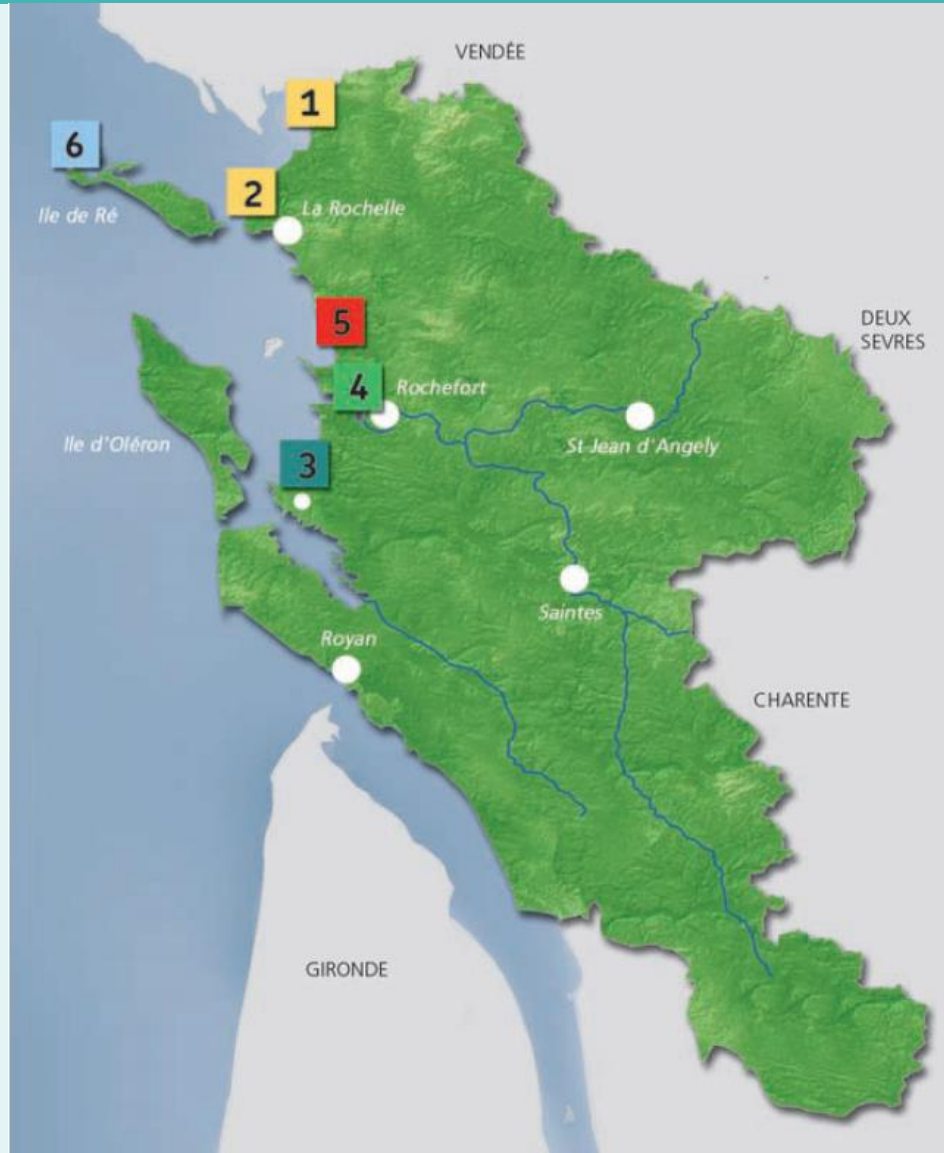 VENDÉE
1
6
2
Ile de Ré
La Rochelle
5
DEUX
SEVRES
4
Rochefort
Ile d'Oléron
St Jean d'Angely
3
Saintes
Royan
CHARENTE
GIRONDE